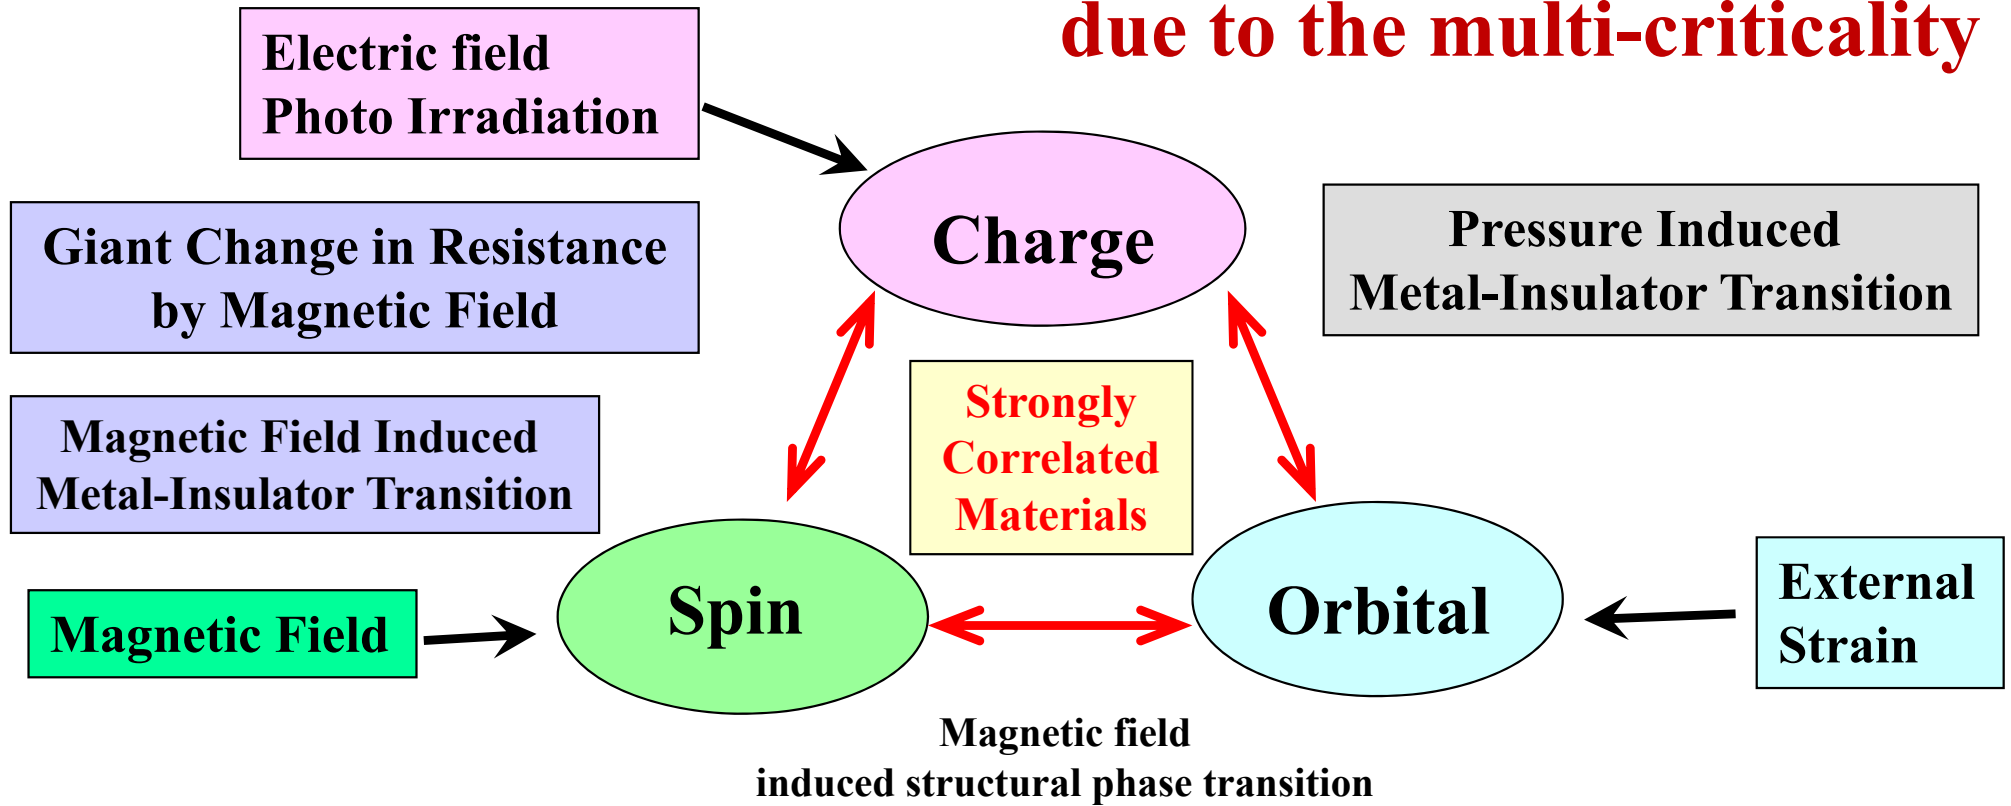 due to the multi-criticality
Electric field
Photo Irradiation
Charge
Giant Change in Resistance
by Magnetic Field
Pressure Induced
Metal-Insulator Transition
Strongly
Correlated
Materials
Magnetic Field Induced
Metal-Insulator Transition
Magnetic Field
Spin
Orbital
External
Strain
Magnetic field
induced structural phase transition